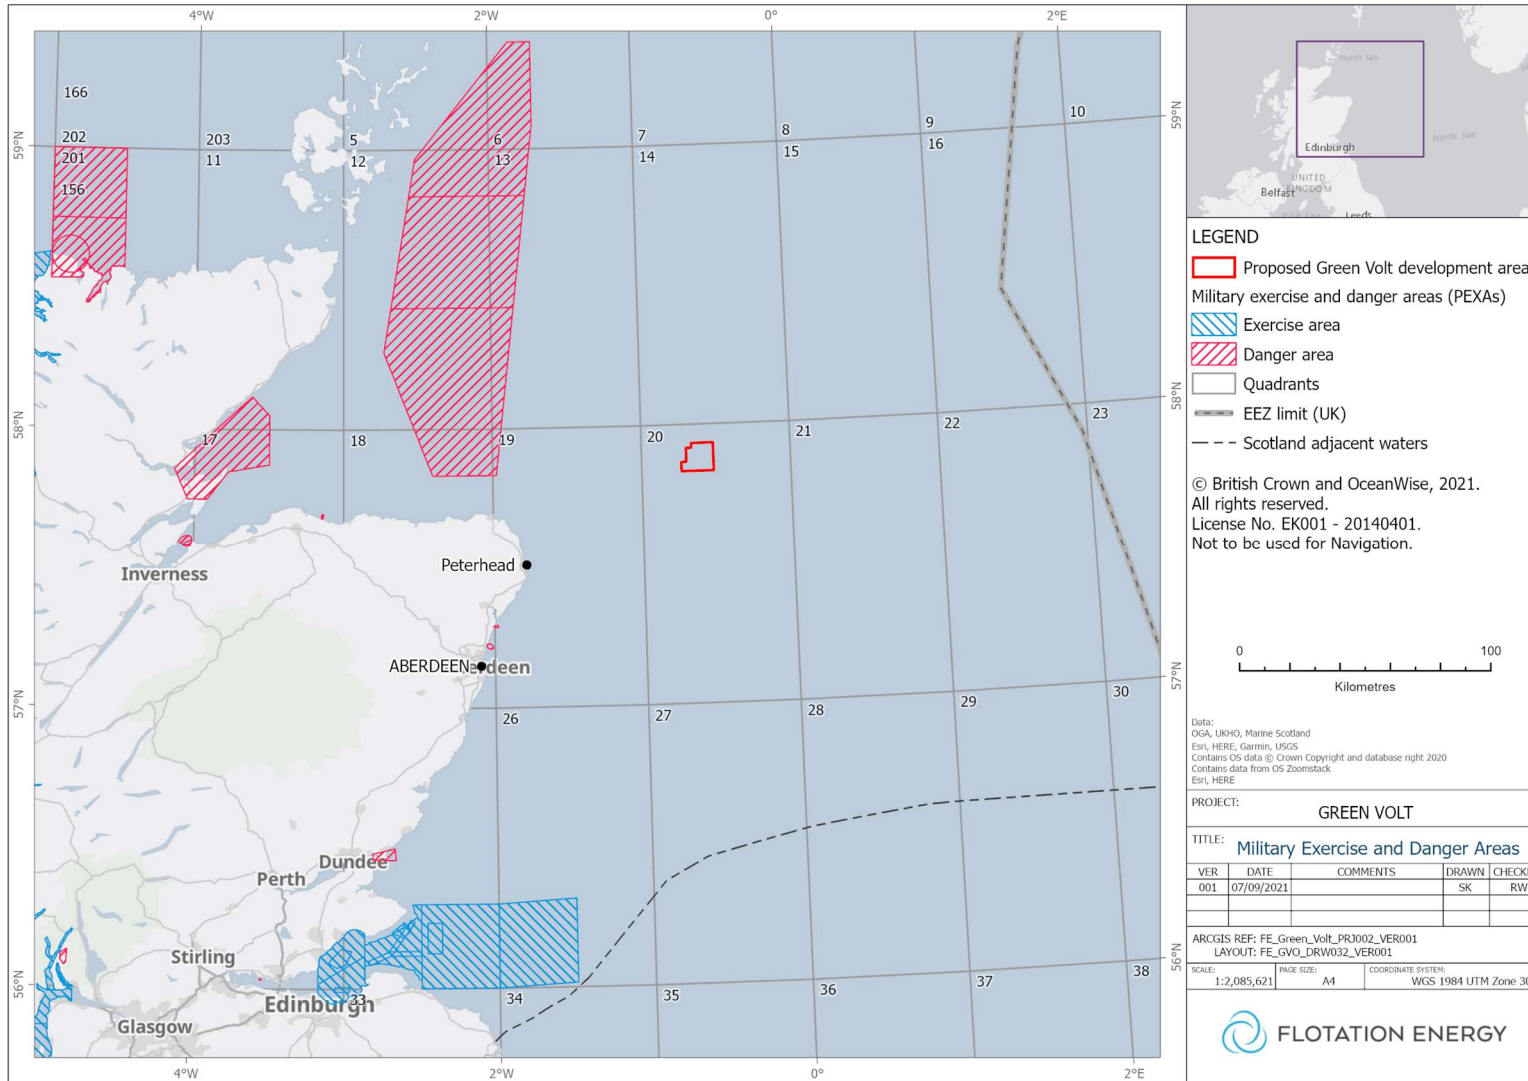 4°W
2°W
0°
2°E
59°N
58°N
57°N
56°N
59°N
58°N
57°N
56°N
166
202
201
156
203
11
5
12
6
13
7
14
8
15
9
16
10
17
18
19
20
21
22
23
Inverness
Peterhead
ABERDEEN
erdeen
26
27
28
29
30
Dundee
Perth
Stirling
Edinburgh
Glasgow
33
34
35
36
37
38
4°W
2°W
0°
2°E
North Sea
North Sea
Edinburgh
UNITED
KINGDOM
Belfast
Leeds
LEGEND
Proposed Green Volt development area
Military exercise and danger areas (PEXAs)
Exercise area
Danger area
Quadrants
EEZ limit (UK)
Scotland adjacent waters
© British Crown and OceanWise, 2021.
All rights reserved.
License No. EK001 - 20140401.
Not to be used for Navigation.
0 100
Kilometres
Data:
OGA, UKHO, Marine Scotland
Esri, HERE, Garmin, USGS
Contains OS data © Crown Copyright and database right 2020
Contains data from OS Zoomstack
Esri, HERE
PROJECT:
GREEN VOLT
TITLE:
Military Exercise and Danger Areas
VER DATE COMMENTS DRAWN CHECK
001 07/09/2021 SK RW
ARCGIS REF: FE_Green_Volt_PRJ002_VER001
LAYOUT: FE_GVO_DRW032_VER001
SCALE: PAGE SIZE: COORDINATE SYSTEM:
1:2,085,621 A4 WGS 1984 UTM Zone 30
FLOTATION ENERGY